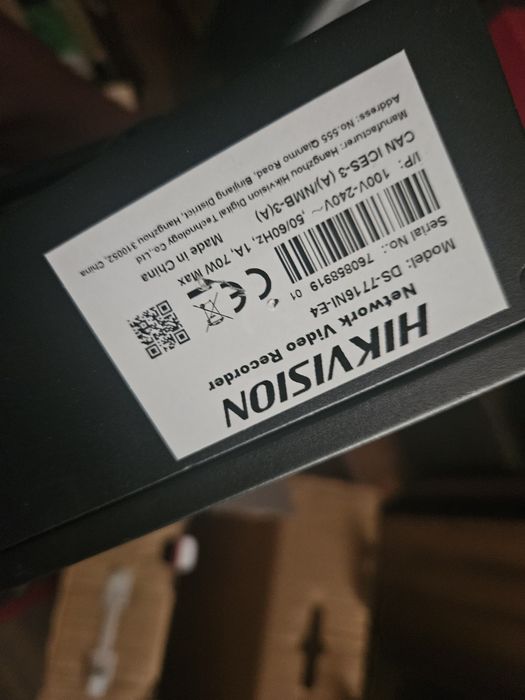 HIKVISION
Network Video Recorder
Model: DS-7716NI-E4
Serial No.: 760858919 01
I/P: 100V-240V~, 50/60Hz, 1A, 70W Max
CAN ICES-3 (A)/NMB-3(A)
Made in China
Manufacturer: Hangzhou Hikvision Digital Technology Co.,Ltd
Address: No.555 Qianmo Road, Binjiang District, Hangzhou 310052, China
CE